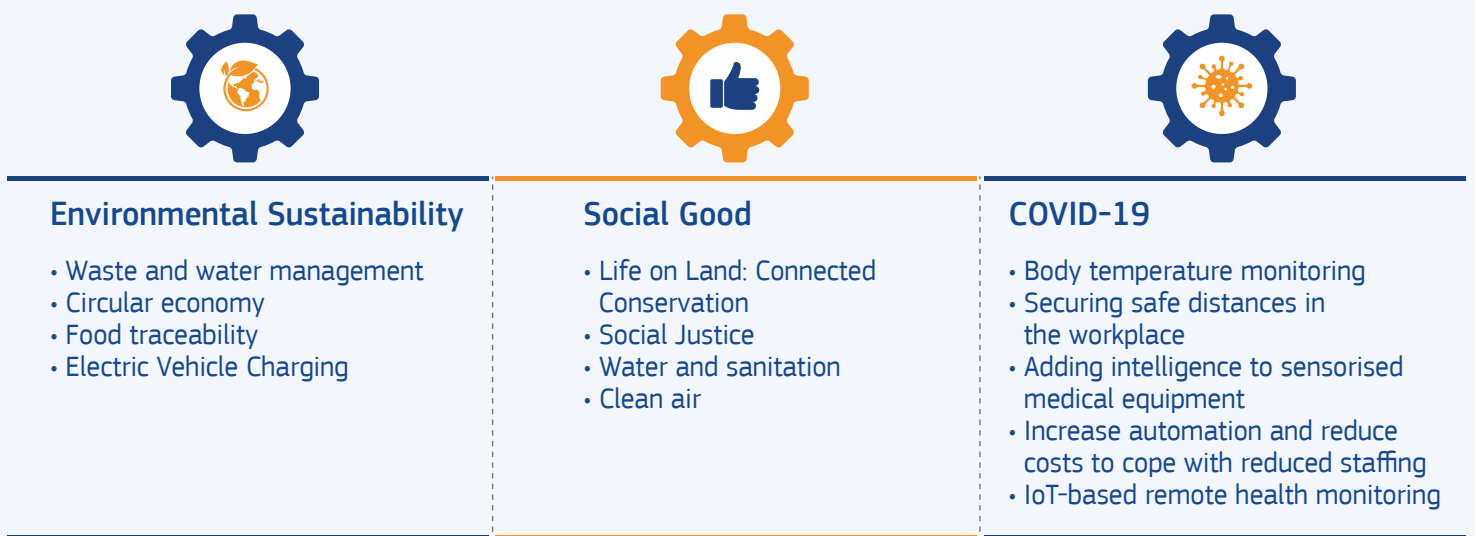 Environmental Sustainability
• Waste and water management
• Circular economy
• Food traceability
• Electric Vehicle Charging
Social Good
• Life on Land: Connected
Conservation
• Social Justice
• Water and sanitation
• Clean air
COVID-19
• Body temperature monitoring
• Securing safe distances in
the workplace
• Adding intelligence to sensorised
medical equipment
• Increase automation and reduce
costs to cope with reduced staffing
• IoT-based remote health monitoring